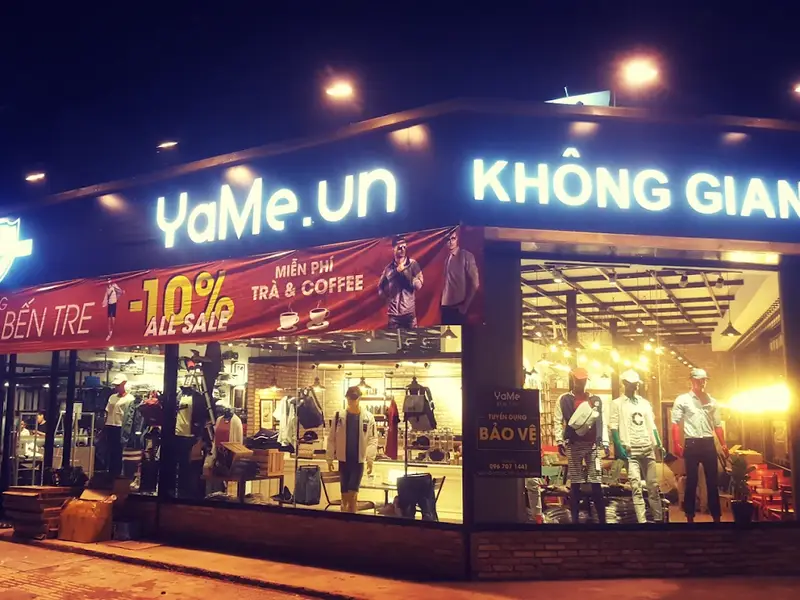 YaMe.vn
KHÔNG GIAN
BẾN TRE
-10%
ALL SALE
MIỄN PHÍ
TRÀ & COFFEE
YaMe
TUYỂN DỤNG
BẢO VỆ
C